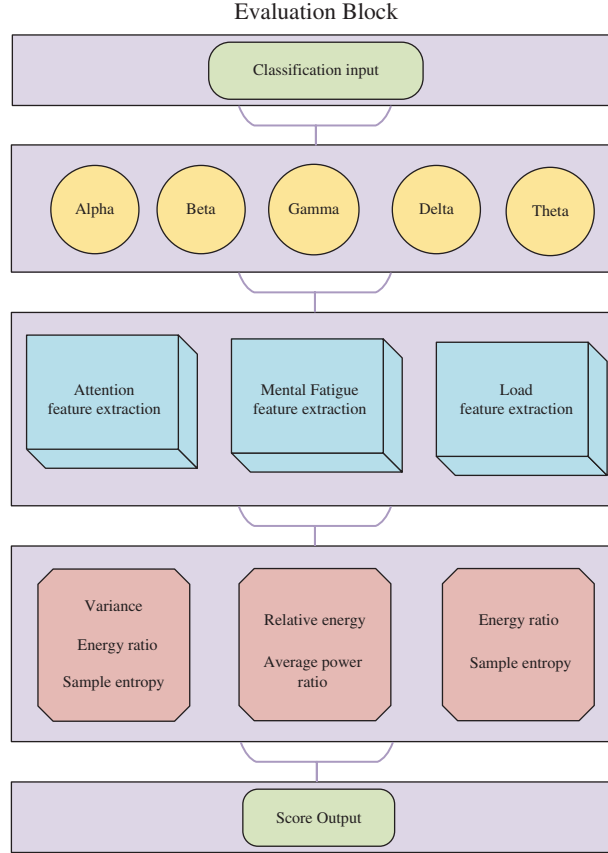 Evaluation Block
Classification input
Alpha
Beta
Gamma
Delta
Theta
Attention
feature extraction
Mental Fatigue
feature extraction
Load
feature extraction
Variance
Energy ratio
Sample entropy
Relative energy
Average power
ratio
Energy ratio
Sample entropy
Score Output